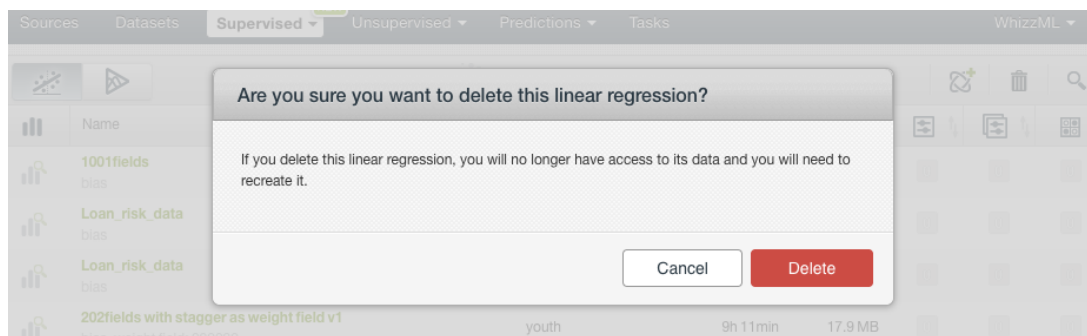 Sources Datasets Supervised Unsupervised Predictions Tasks WhizzML
Are you sure you want to delete this linear regression?
Name
If you delete this linear regression, you will no longer have access to its data and you will need to
recreate it.
1001fields
bias
Loan_risk_data
bias
Loan_risk_data
bias
Cancel Delete
202fields with stagger as weight field v1
youth 9h 11min 17.9 MB